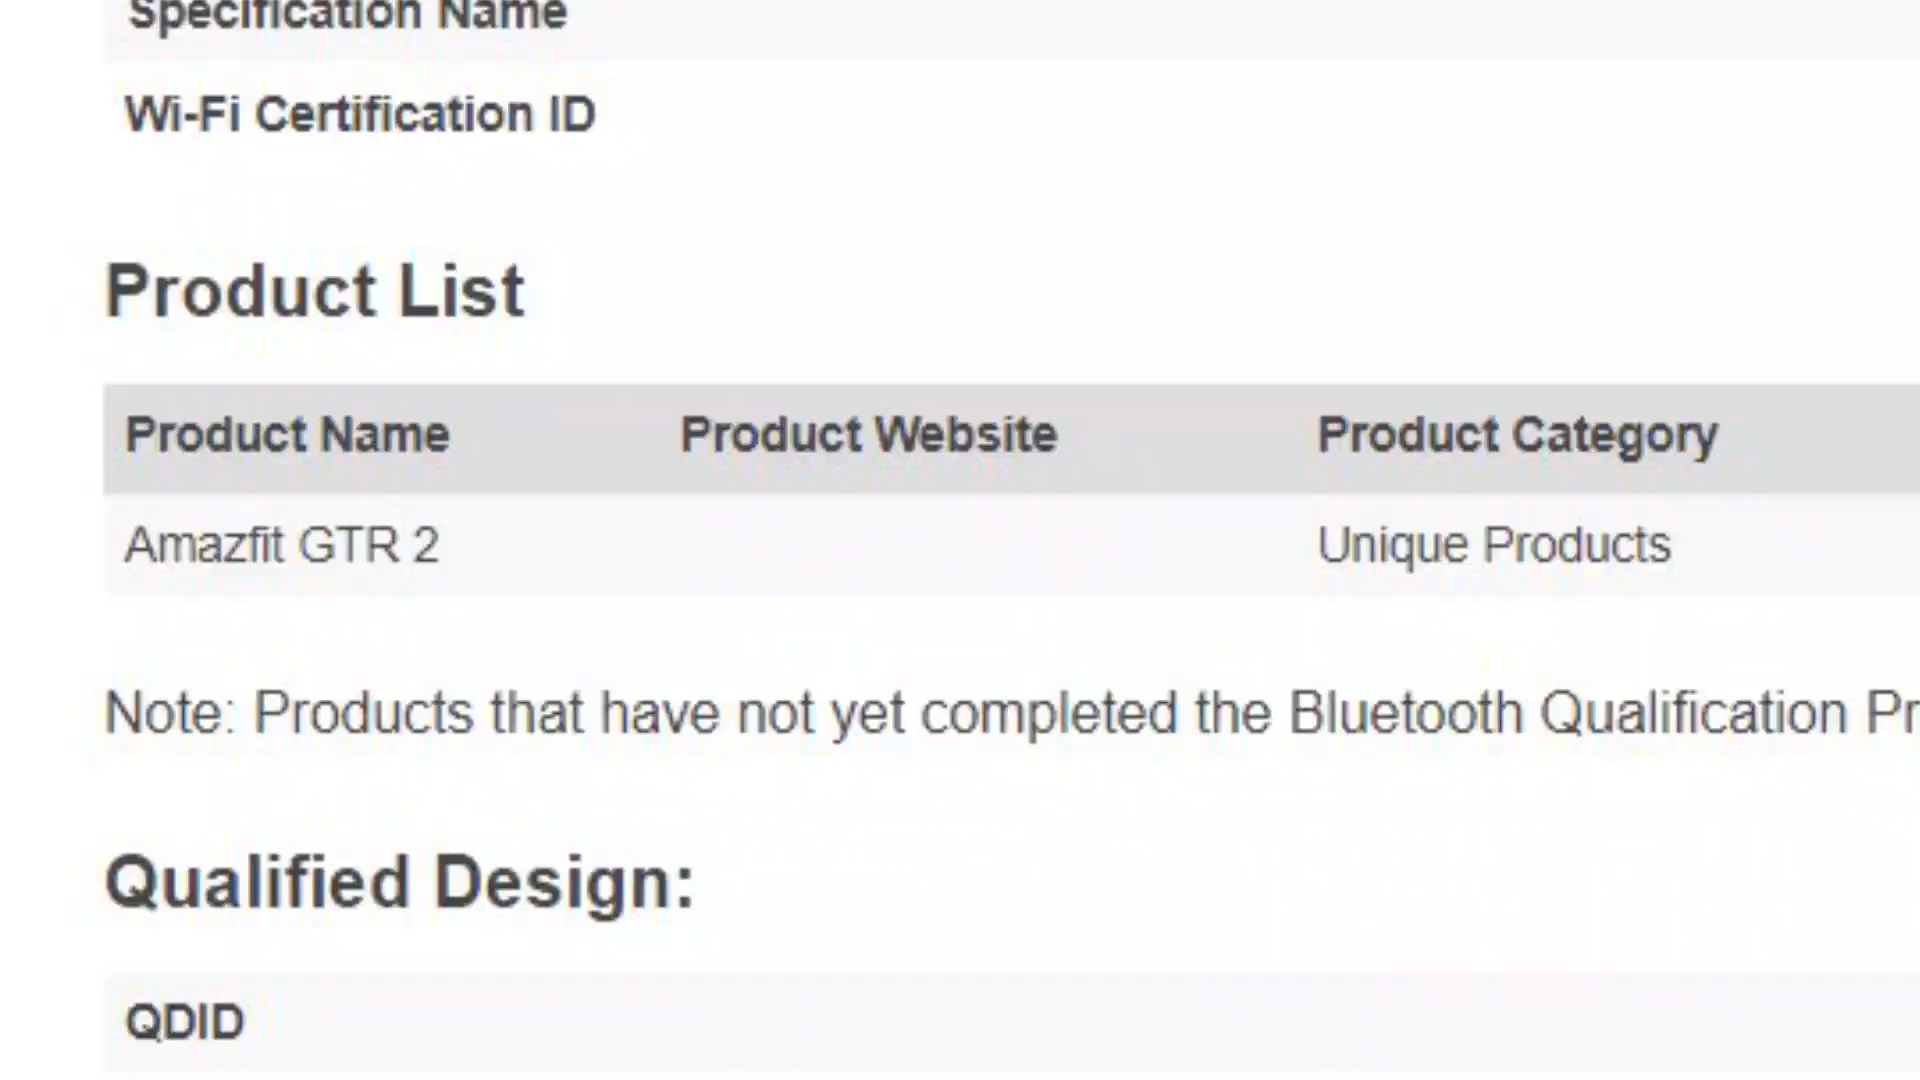 Specification Name
Wi-Fi Certification ID
Product List
Product Name Product Website Product Category
Amazfit GTR 2 Unique Products
Note: Products that have not yet completed the Bluetooth Qualification Pr
Qualified Design:
QDID